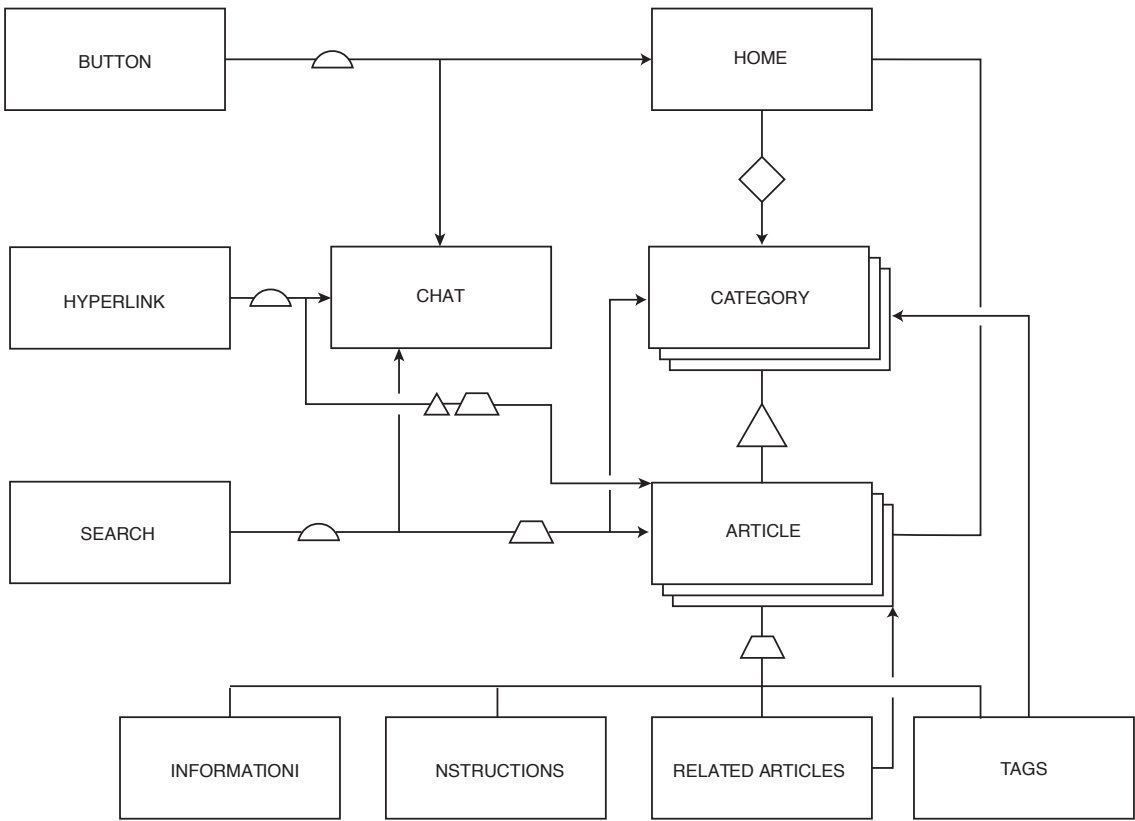 BUTTON
HOME
HYPERLINK
CHAT
CATEGORY
SEARCH
ARTICLE
INFORMATIONI
NSTRUCTIONS
RELATED ARTICLES
TAGS